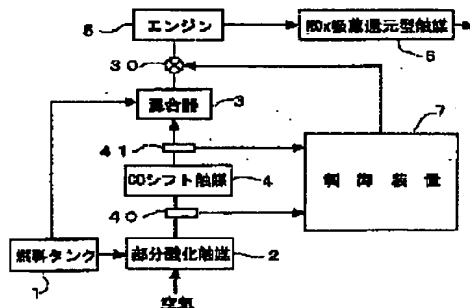 5
エンジン
NOx吸蔵還元型触媒
6
30
混合器
3
7
41
COシフト触媒
4
制御装置
40
燃料タンク
部分酸化触媒
2
1
空気